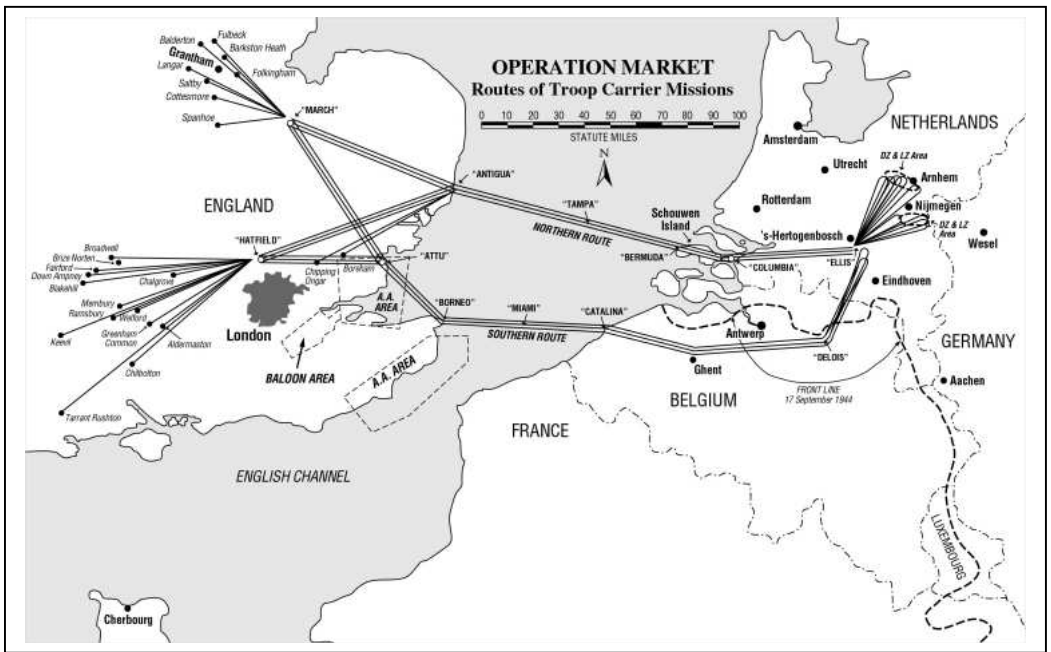 OPERATION MARKET
Routes of Troop Carrier Missions
0 10 20 30 40 50 60 70 80 90 100
STATUTE MILES
N
Fulbeck
Balderton
Barkston Heath
Grantham
Langar
Folkingham
Saltby
Cottesmore
Spanhoe
"MARCH"
"ANTIGUA"
ENGLAND
"HATFIELD"
Broadwell
Brize Norten
Fairford
Down Ampney
Blakehill
Chalgrove
Membury
Ramsbury
Welford
Greenham
Common
Keevil
Aldermaston
Chilbolton
Tarrant Rushton
London
Chipping
Ongar
Boreham
"ATTU"
A.A.
AREA
BALOON AREA
A.A. AREA
"BORNEO"
"MIAMI"
SOUTHERN ROUTE
"CATALINA"
"TAMPA"
NORTHERN ROUTE
Schouwen
Island
"BERMUDA"
"COLUMBIA"
"ELLIS"
's-Hertogenbosch
Amsterdam
Utrecht
Rotterdam
NETHERLANDS
DZ & LZ Area
Arnhem
Nijmegen
DZ & LZ
Area
Wesel
Eindhoven
Antwerp
"DELOIS"
Ghent
GERMANY
Aachen
FRONT LINE
17 September 1944
BELGIUM
FRANCE
ENGLISH CHANNEL
LUXEMBOURG
Cherbourg